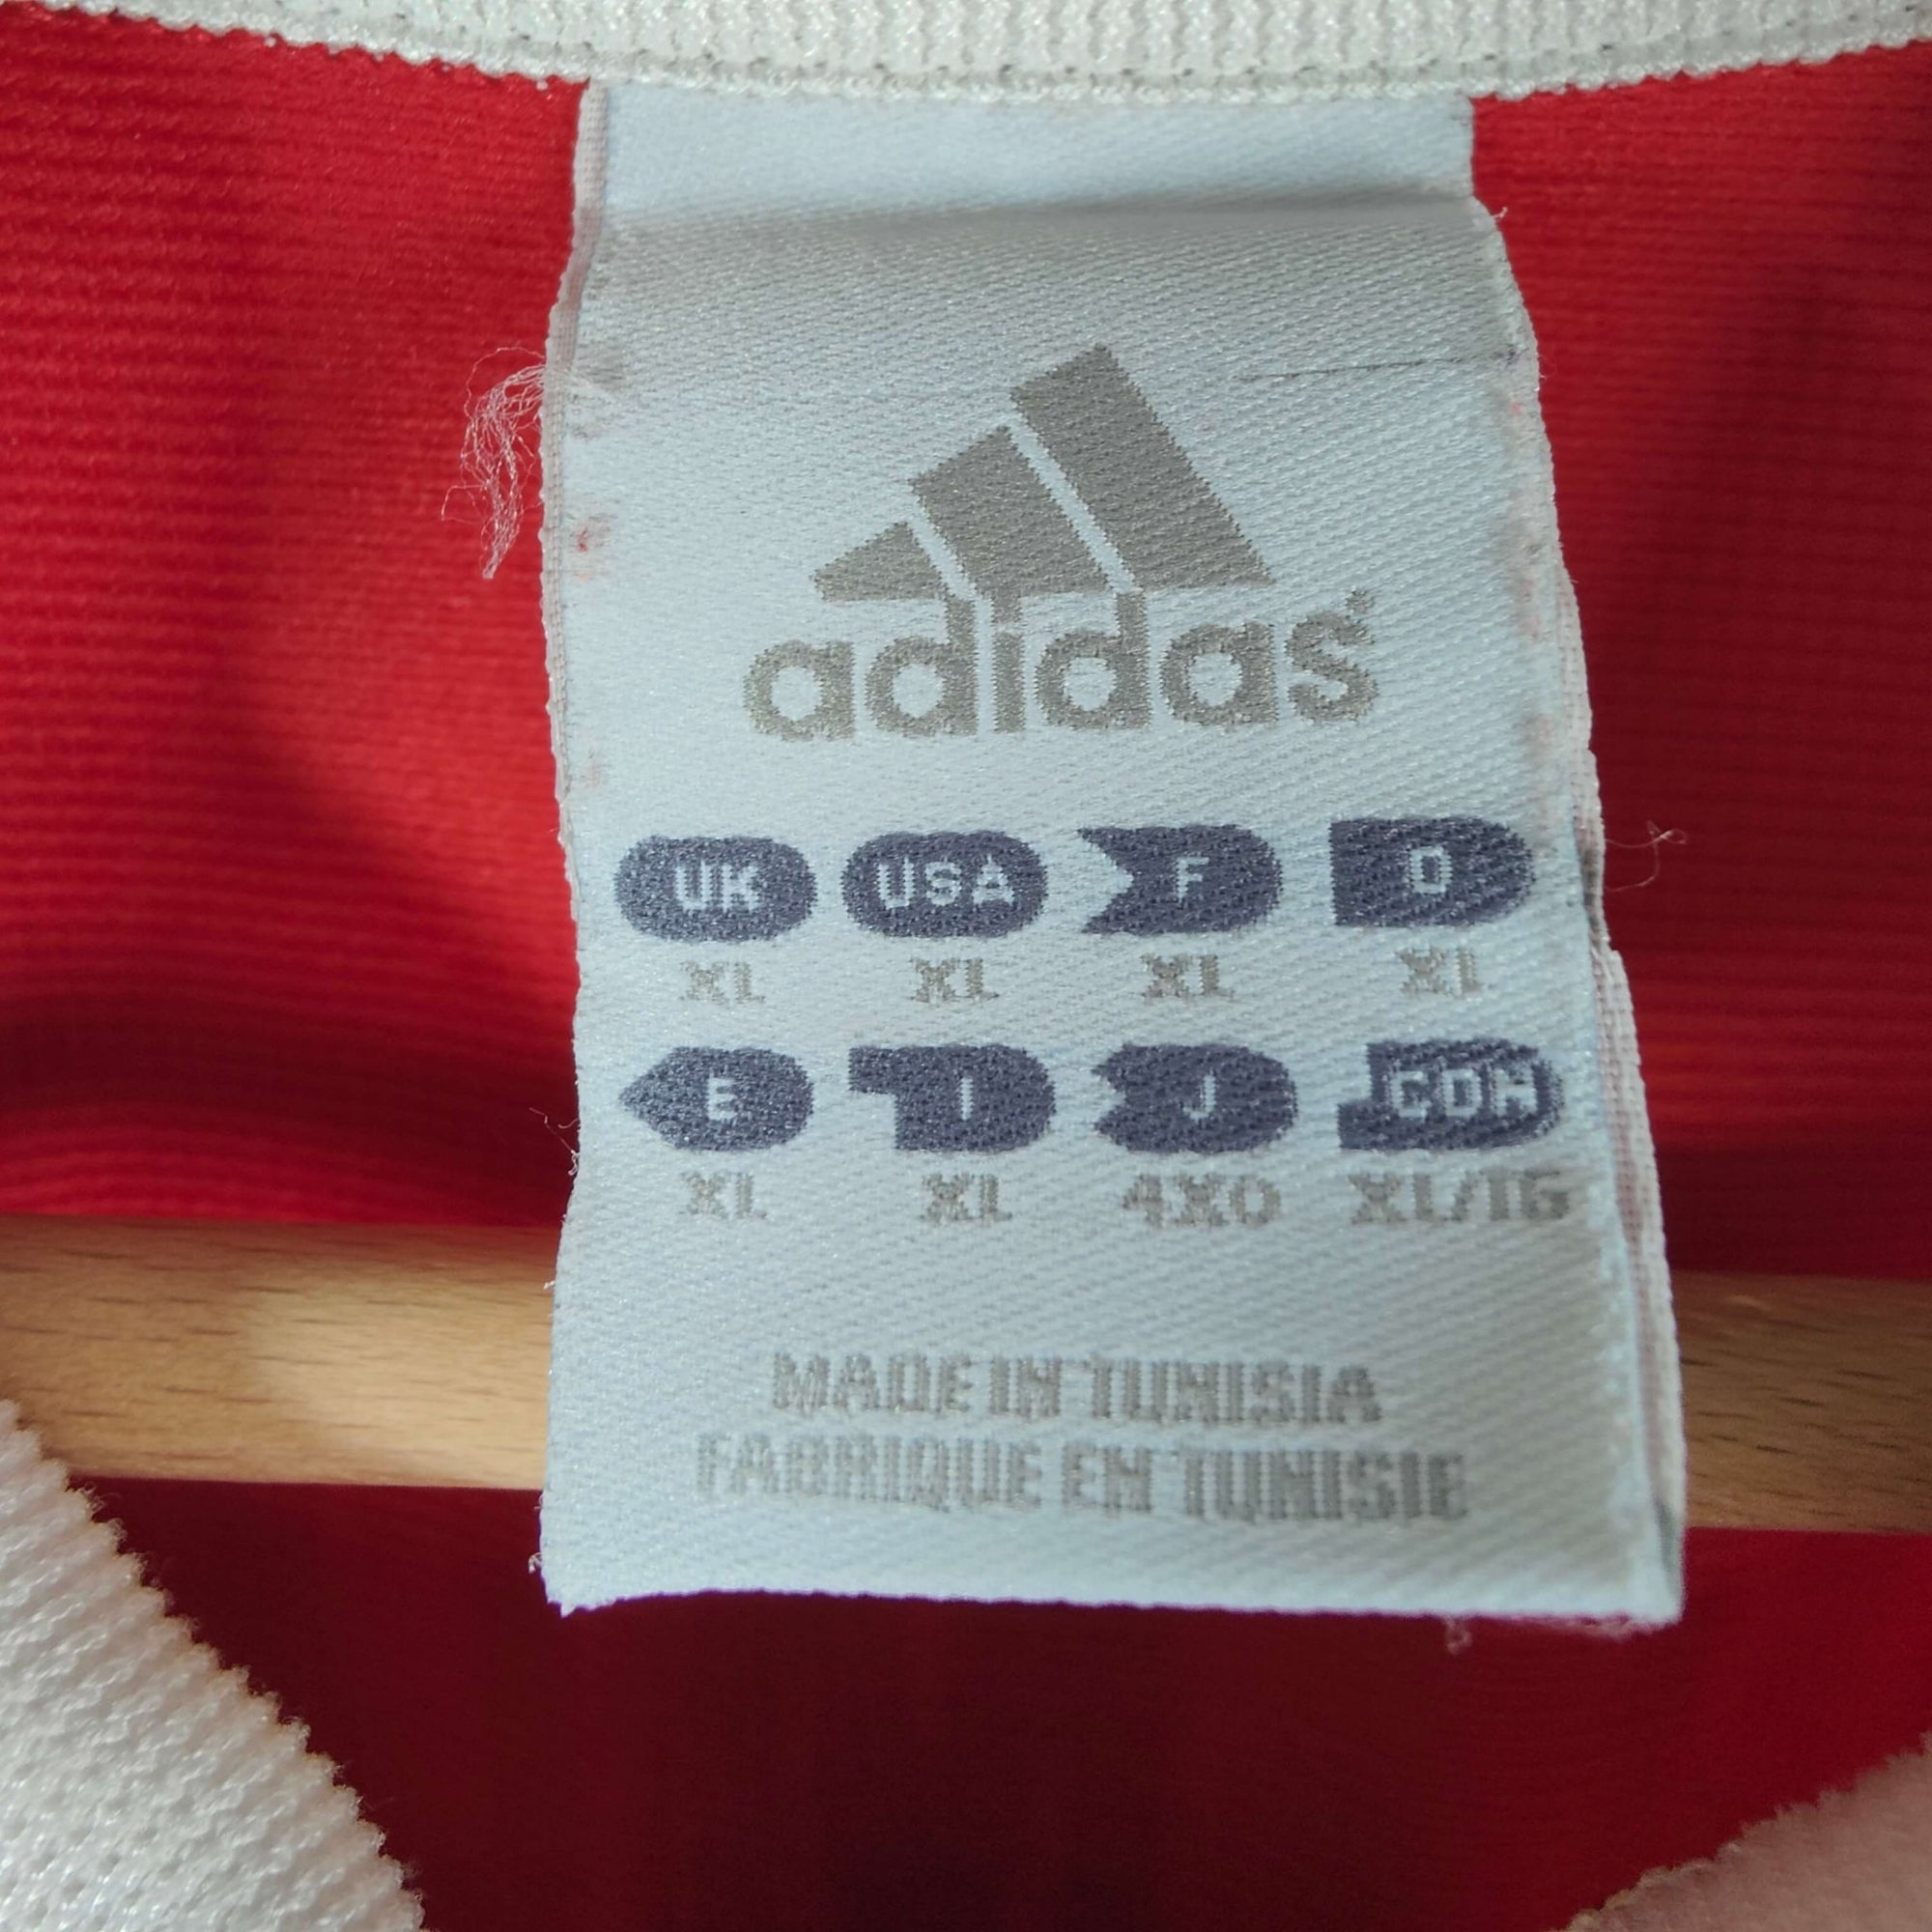 adidas®
UK USA F D
XL XL XL XL
E I J CDN
XL XL 4XO XL/TG
MADE IN TUNISIA
FABRIQUE EN TUNISIE